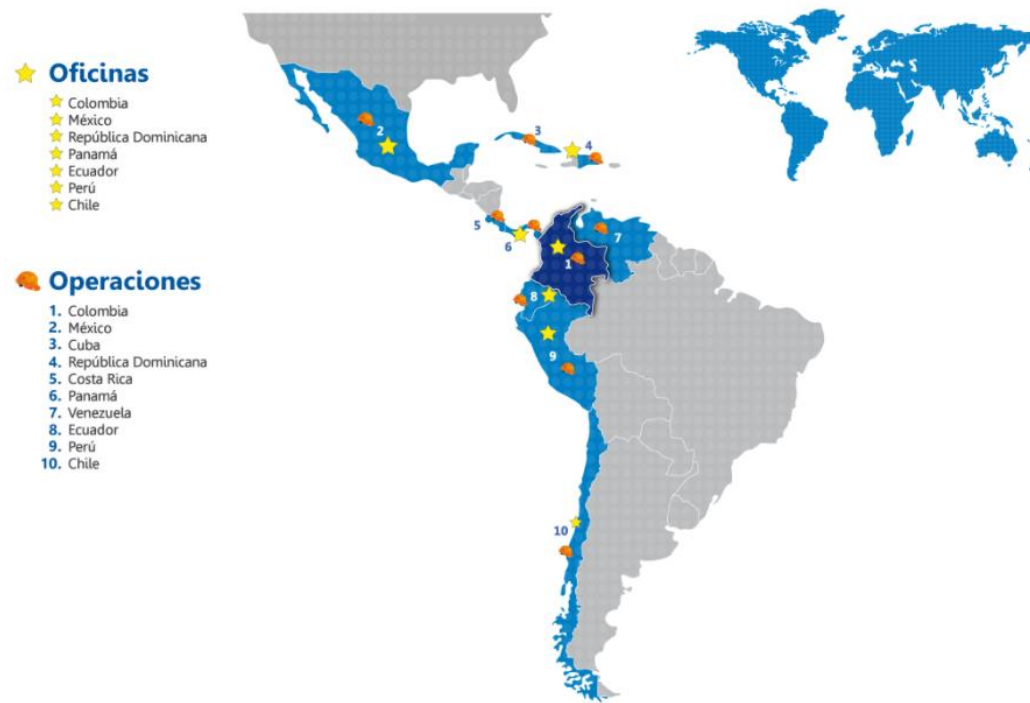 Oficinas
Colombia
México
República Dominicana
Panamá
Ecuador
Perú
Chile
Operaciones
1. Colombia
2. México
3. Cuba
4. República Dominicana
5. Costa Rica
6. Panamá
7. Venezuela
8. Ecuador
9. Perú
10. Chile
2
3
4
5
6
7
1
8
9
10